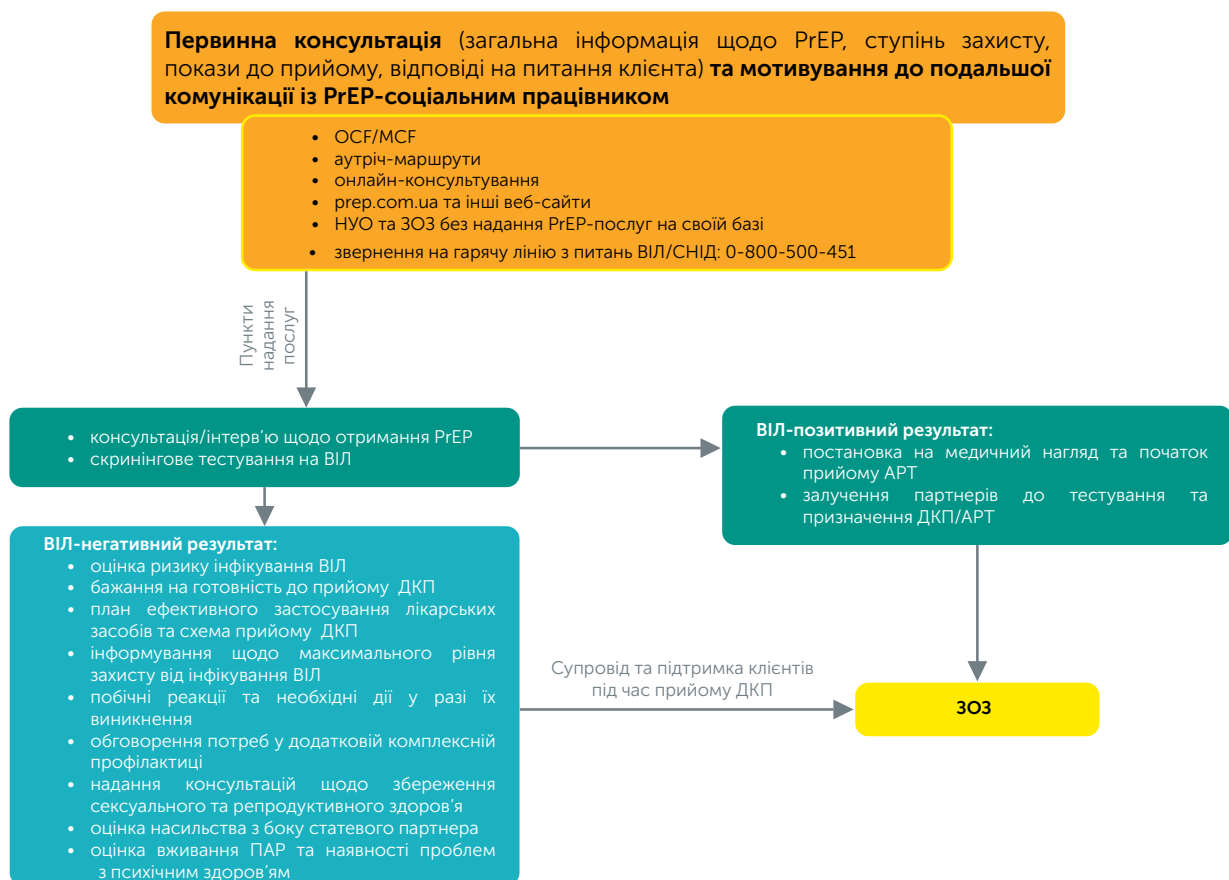 Первинна консультація (загальна інформація щодо PrEP, ступінь захисту,
покази до прийому, відповіді на питання клієнта) та мотивування до подальшої
комунікації із PrEP-соціальним працівником
• OCF/MCF
• аутріч-маршрути
• онлайн-консультування
• prep.com.ua та інші веб-сайти
• НУО та ЗОЗ без надання PrEP-послуг на своїй базі
• звернення на гарячу лінію з питань ВІЛ/СНІД: 0-800-500-451
Пункти
надання
послуг
• консультація/інтерв’ю щодо отримання PrEP
• скринінгове тестування на ВІЛ
ВІЛ-позитивний результат:
• постановка на медичний нагляд та початок
прийому АРТ
• залучення партнерів до тестування та
призначення ДКП/АРТ
ВІЛ-негативний результат:
• оцінка ризику інфікування ВІЛ
• бажання на готовність до прийому ДКП
• план ефективного застосування лікарських
засобів та схема прийому ДКП
• інформування щодо максимального рівня
захисту від інфікування ВІЛ
• побічні реакції та необхідні дії у разі їх
виникнення
• обговорення потреб у додатковій комплексній
профілактиці
• надання консультацій щодо збереження
сексуального та репродуктивного здоров’я
• оцінка насильства з боку статевого партнера
• оцінка вживання ПАР та наявності проблем
з психічним здоров’ям
Супровід та підтримка клієнтів
під час прийому ДКП
ЗОЗ